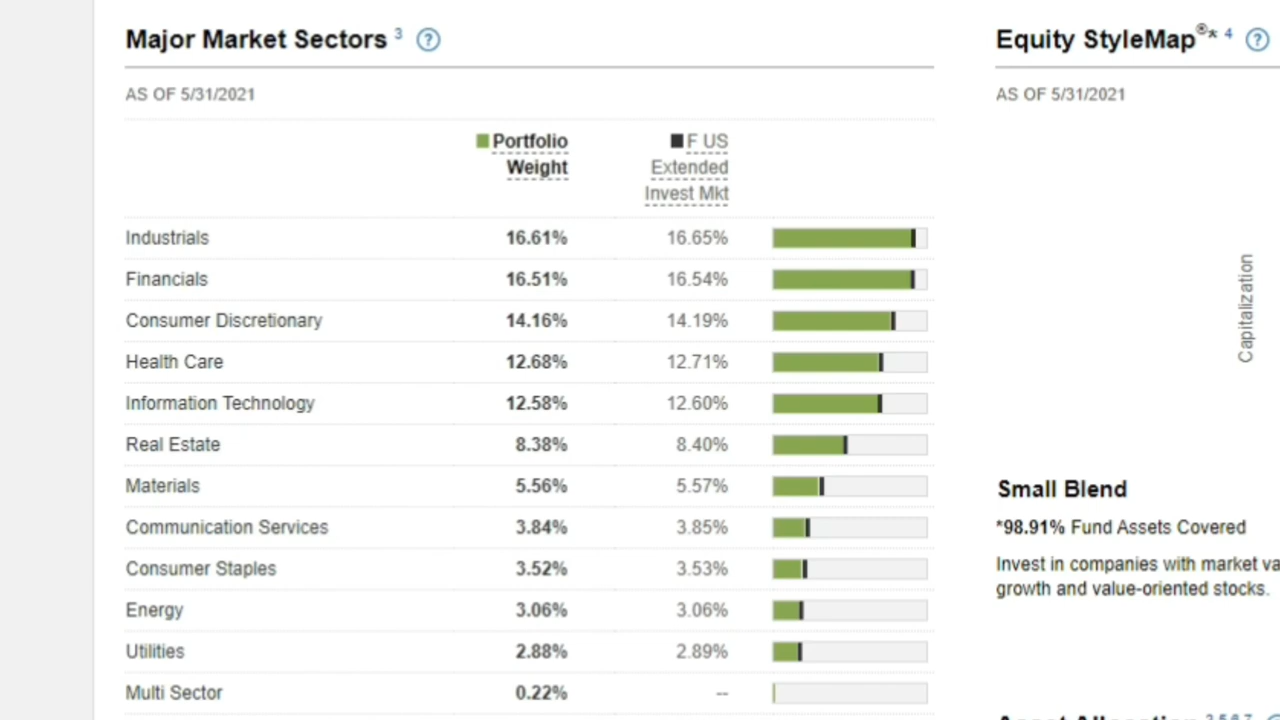 Major Market Sectors 3 ?
AS OF 5/31/2021
Portfolio Weight
F US Extended Invest Mkt
Industrials 16.61% 16.65%
Financials 16.51% 16.54%
Consumer Discretionary 14.16% 14.19%
Health Care 12.68% 12.71%
Information Technology 12.58% 12.60%
Real Estate 8.38% 8.40%
Materials 5.56% 5.57%
Communication Services 3.84% 3.85%
Consumer Staples 3.52% 3.53%
Energy 3.06% 3.06%
Utilities 2.88% 2.89%
Multi Sector 0.22% --
Equity StyleMap®* 4 ?
AS OF 5/31/2021
Capitalization
Small Blend
*98.91% Fund Assets Covered
Invest in companies with market
growth and value-oriented stocks.